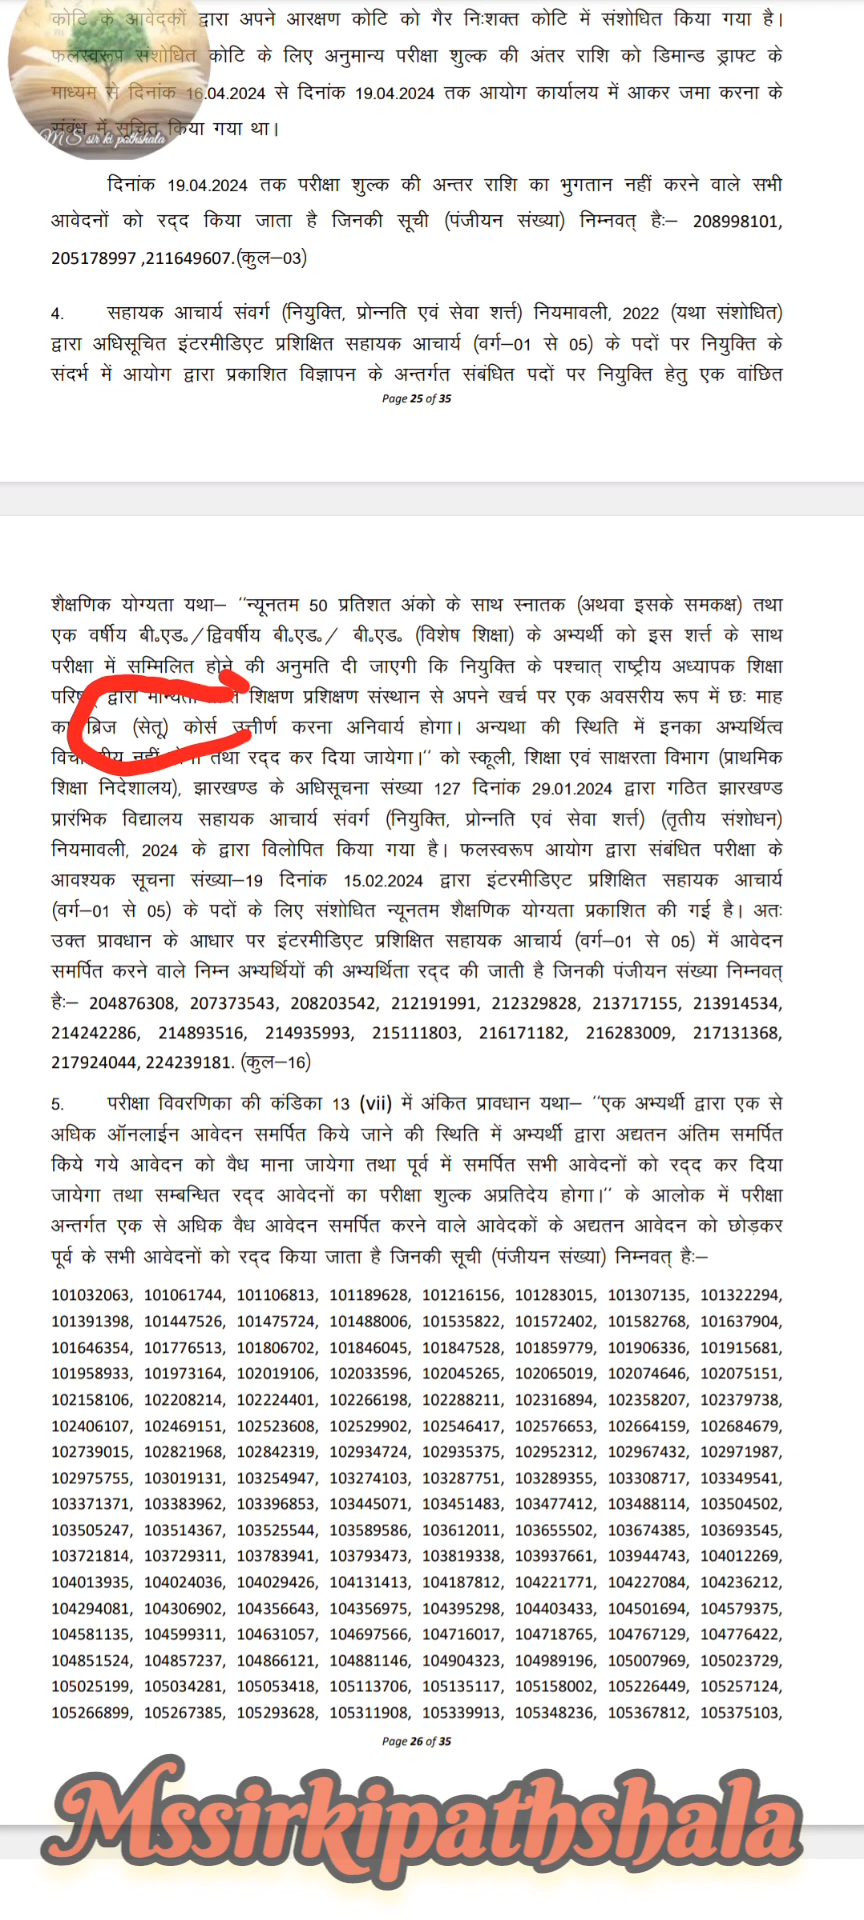 कोटि के आवेदकों द्वारा अपने आरक्षण कोटि को गैर निःशक्त कोटि में संशोधित किया गया है।
फलस्वरूप संशोधित कोटि के लिए अनुमान्य परीक्षा शुल्क की अंतर राशि को डिमान्ड ड्राफ्ट के
माध्यम से दिनांक 16.04.2024 से दिनांक 19.04.2024 तक आयोग कार्यालय में आकर जमा करना के
संबंध में सूचित किया गया था।
M S sir ki pathshala
दिनांक 19.04.2024 तक परीक्षा शुल्क की अन्तर राशि का भुगतान नहीं करने वाले सभी
आवेदनों को रद्द किया जाता है जिनकी सूची (पंजीयन संख्या) निम्नवत् हैः– 208998101,
205178997 ,211649607.(कुल–03)
4. सहायक आचार्य संवर्ग (नियुक्ति, प्रोन्नति एवं सेवा शर्त्त) नियमावली, 2022 (यथा संशोधित)
द्वारा अधिसूचित इंटरमीडिएट प्रशिक्षित सहायक आचार्य (वर्ग–01 से 05) के पदों पर नियुक्ति के
संदर्भ में आयोग द्वारा प्रकाशित विज्ञापन के अन्तर्गत संबंधित पदों पर नियुक्ति हेतु एक वांछित
Page 25 of 35
शैक्षणिक योग्यता यथा– ‘‘न्यूनतम 50 प्रतिशत अंको के साथ स्नातक (अथवा इसके समकक्ष) तथा
एक वर्षीय बी॰एड॰/द्विवर्षीय बी॰एड॰/ बी॰एड॰ (विशेष शिक्षा) के अभ्यर्थी को इस शर्त्त के साथ
परीक्षा में सम्मिलित होने की अनुमति दी जाएगी कि नियुक्ति के पश्चात् राष्ट्रीय अध्यापक शिक्षा
द्वारा शिक्षण प्रशिक्षण संस्थान से अपने खर्च पर एक अवसरीय रूप में छः माह
का ब्रिज (सेतू) कोर्स उत्तीर्ण करना अनिवार्य होगा। अन्यथा की स्थिति में इनका अभ्यर्थित्व
नहीं तथा रद्द कर दिया जायेगा।’’ को स्कूली, शिक्षा एवं साक्षरता विभाग (प्राथमिक
शिक्षा निदेशालय), झारखण्ड के अधिसूचना संख्या 127 दिनांक 29.01.2024 द्वारा गठित झारखण्ड
प्रारंभिक विद्यालय सहायक आचार्य संवर्ग (नियुक्ति, प्रोन्नति एवं सेवा शर्त्त) (तृतीय संशोधन)
नियमावली, 2024 के द्वारा विलोपित किया गया है। फलस्वरूप आयोग द्वारा संबंधित परीक्षा के
आवश्यक सूचना संख्या–19 दिनांक 15.02.2024 द्वारा इंटरमीडिएट प्रशिक्षित सहायक आचार्य
(वर्ग–01 से 05) के पदों के लिए संशोधित न्यूनतम शैक्षणिक योग्यता प्रकाशित की गई है। अतः
उक्त प्रावधान के आधार पर इंटरमीडिएट प्रशिक्षित सहायक आचार्य (वर्ग–01 से 05) में आवेदन
समर्पित करने वाले निम्न अभ्यर्थियों की अभ्यर्थिता रद्द की जाती है जिनकी पंजीयन संख्या निम्नवत्
हैः– 204876308, 207373543, 208203542, 212191991, 212329828, 213717155, 213914534,
214242286, 214893516, 214935993, 215111803, 216171182, 216283009, 217131368,
217924044, 224239181. (कुल–16)
5. परीक्षा विवरणिका की कंडिका 13 (vii) में अंकित प्रावधान यथा– ‘‘एक अभ्यर्थी द्वारा एक से
अधिक ऑनलाईन आवेदन समर्पित किये जाने की स्थिति में अभ्यर्थी द्वारा अद्यतन अंतिम समर्पित
किये गये आवेदन को वैध माना जायेगा तथा पूर्व में समर्पित सभी आवेदनों को रद्द कर दिया
जायेगा तथा सम्बन्धित रद्द आवेदनों का परीक्षा शुल्क अप्रतिदेय होगा।’’ के आलोक में परीक्षा
अन्तर्गत एक से अधिक वैध आवेदन समर्पित करने वाले आवेदकों के अद्यतन आवेदन को छोड़कर
पूर्व के सभी आवेदनों को रद्द किया जाता है जिनकी सूची (पंजीयन संख्या) निम्नवत् हैः–
101032063, 101061744, 101106813, 101189628, 101216156, 101283015, 101307135, 101322294,
101391398, 101447526, 101475724, 101488006, 101535822, 101572402, 101582768, 101637904,
101646354, 101776513, 101806702, 101846045, 101847528, 101859779, 101906336, 101915681,
101958933, 101973164, 102019106, 102033596, 102045265, 102065019, 102074646, 102075151,
102158106, 102208214, 102224401, 102266198, 102288211, 102316894, 102358207, 102379738,
102406107, 102469151, 102523608, 102529902, 102546417, 102576653, 102664159, 102684679,
102739015, 102821968, 102842319, 102934724, 102935375, 102952312, 102967432, 102971987,
102975755, 103019131, 103254947, 103274103, 103287751, 103289355, 103308717, 103349541,
103371371, 103383962, 103396853, 103445071, 103451483, 103477412, 103488114, 103504502,
103505247, 103514367, 103525544, 103589586, 103612011, 103655502, 103674385, 103693545,
103721814, 103729311, 103783941, 103793473, 103819338, 103937661, 103944743, 104012269,
104013935, 104024036, 104029426, 104131413, 104187812, 104221771, 104227084, 104236212,
104294081, 104306902, 104356643, 104356975, 104395298, 104403433, 104501694, 104579375,
104581135, 104599311, 104631057, 104697566, 104716017, 104718765, 104767129, 104776422,
104851524, 104857237, 104866121, 104881146, 104904323, 104989196, 105007969, 105023729,
105025199, 105034281, 105053418, 105113706, 105135117, 105158002, 105226449, 105257124,
105266899, 105267385, 105293628, 105311908, 105339913, 105348236, 105367812, 105375103,
Page 26 of 35
Mssirkipathshala